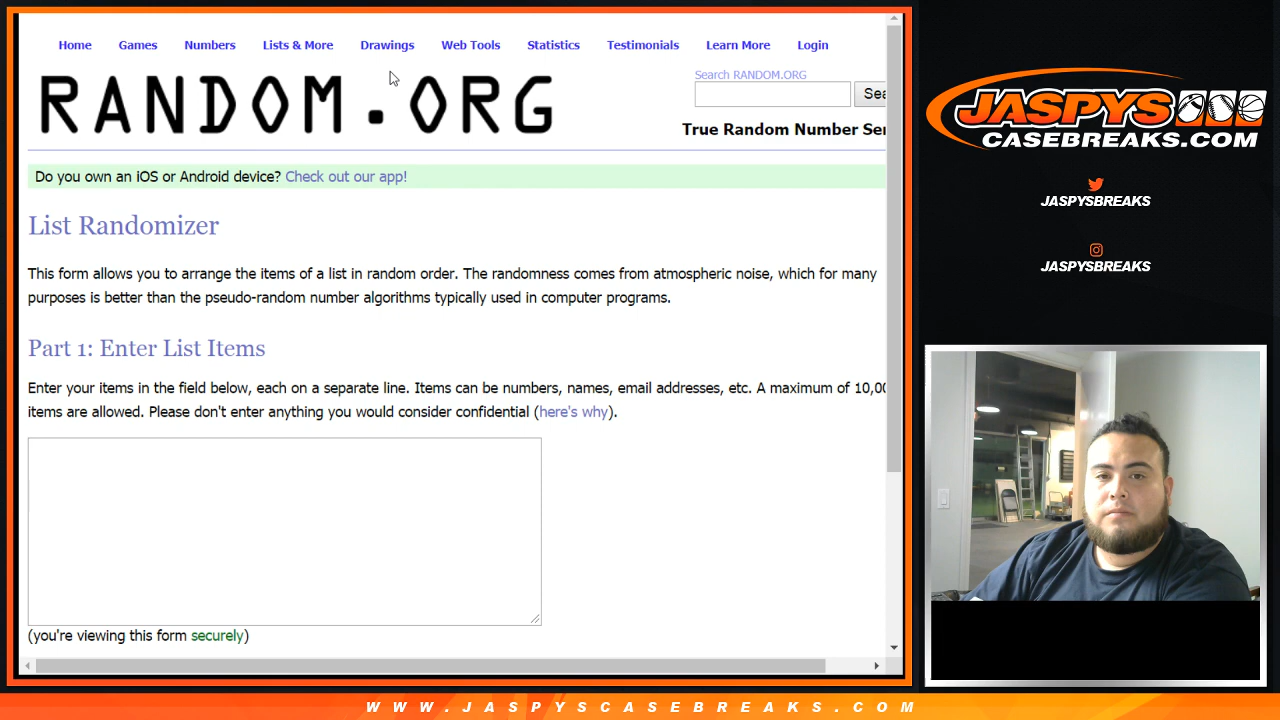 Home Games Numbers Lists & More Drawings Web Tools Statistics Testimonials Learn More Login
RANDOM.ORG
Search RANDOM.ORG
Sea
True Random Number Ser
Do you own an iOS or Android device? Check out our app!
List Randomizer
This form allows you to arrange the items of a list in random order. The randomness comes from atmospheric noise, which for many
purposes is better than the pseudo-random number algorithms typically used in computer programs.
Part 1: Enter List Items
Enter your items in the field below, each on a separate line. Items can be numbers, names, email addresses, etc. A maximum of 10,00
items are allowed. Please don't enter anything you would consider confidential (here's why).
(you're viewing this form securely)
JASPYS
CASEBREAKS.COM
JASPYSBREAKS
JASPYSBREAKS
WWW.JASPYSCASEBREAKS.COM